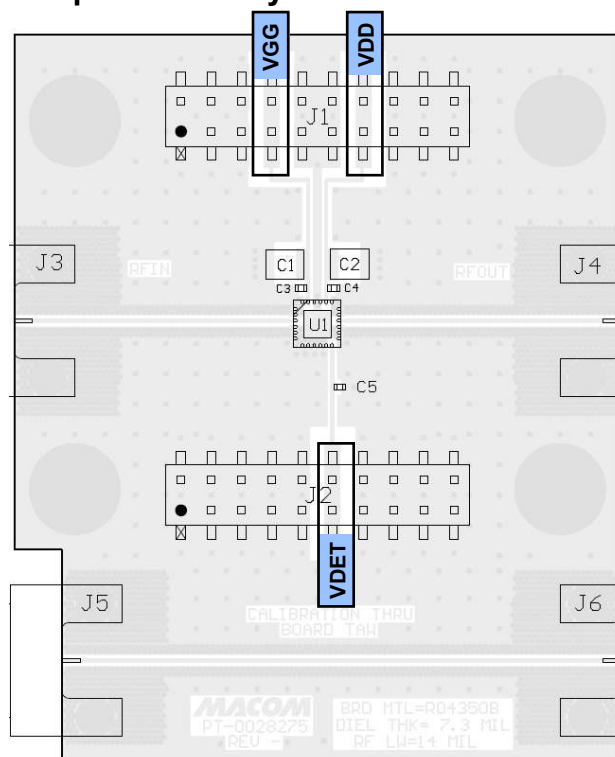 VGG
VDD
J1
J3
RFIN
C1
C2
RFOUT
J4
C3
C4
U1
C5
J2
VDET
J5
CALIBRATION THRU
BOARD TAW
J6
MACOM
PT-0028275
REV -
BRD MTL=RO4350B
DIEL THK= 7.3 MIL
RF LW=14 MIL